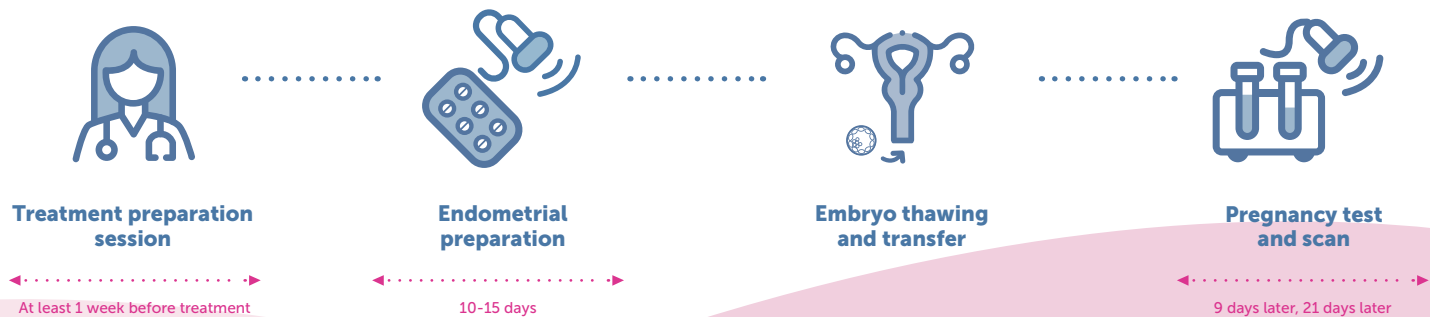 Treatment preparation
session
At least 1 week before treatment
Endometrial
preparation
10-15 days
Embryo thawing
and transfer
Pregnancy test
and scan
9 days later, 21 days later